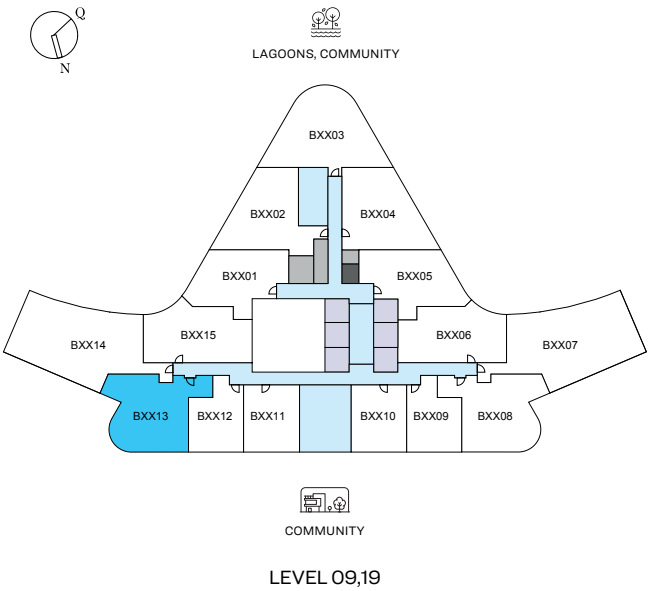 Q
N
LAGOONS, COMMUNITY
BXX03
BXX02
BXX04
BXX01
BXX05
BXX14
BXX15
BXX06
BXX07
BXX13
BXX12
BXX11
BXX10
BXX09
BXX08
COMMUNITY
LEVEL 09,19